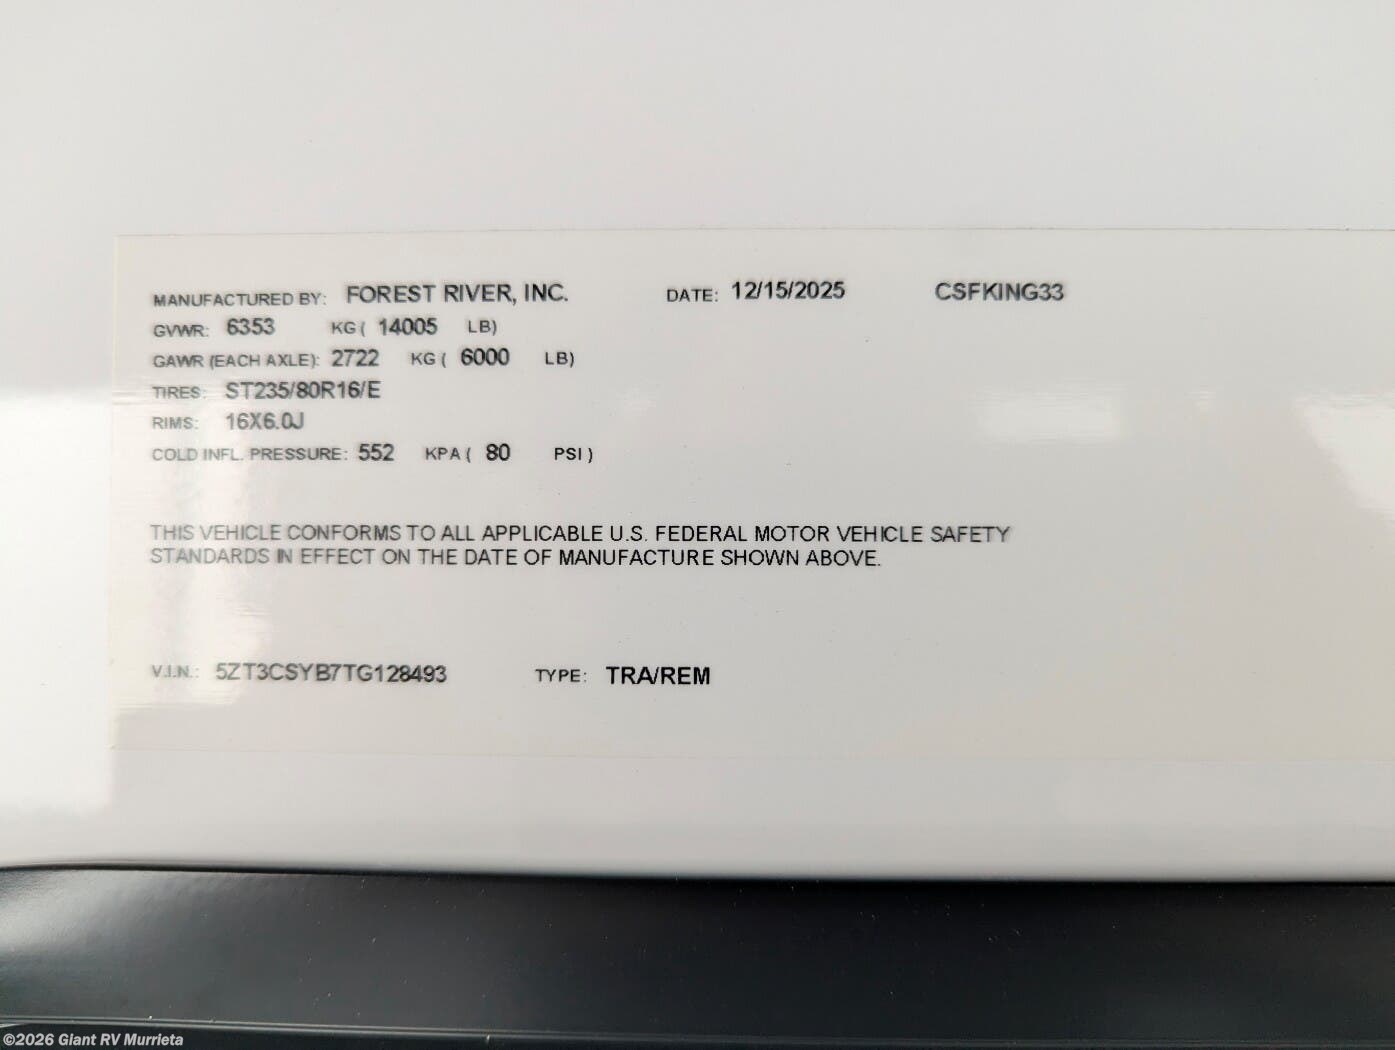 MANUFACTURED BY: FOREST RIVER, INC. DATE: 12/15/2025 CSFKING33
GVWR: 6353 KG ( 14005 LB)
GAWR (EACH AXLE): 2722 KG ( 6000 LB)
TIRES: ST235/80R16/E
RIMS: 16X6.0J
COLD INFL. PRESSURE: 552 KPA ( 80 PSI )
THIS VEHICLE CONFORMS TO ALL APPLICABLE U.S. FEDERAL MOTOR VEHICLE SAFETY
STANDARDS IN EFFECT ON THE DATE OF MANUFACTURE SHOWN ABOVE.
V.I.N.: 5ZT3CSYB7TG128493 TYPE: TRA/REM
©2026 Giant RV Murrieta